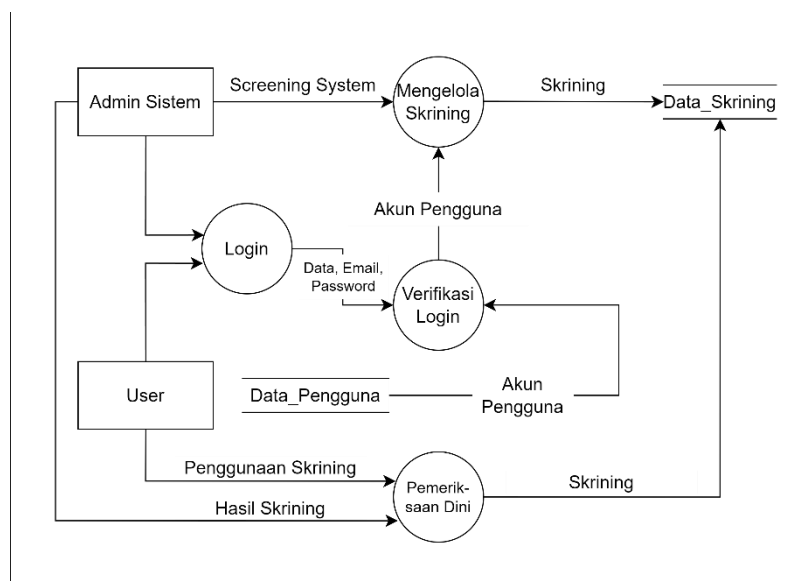 Screening System
Skrining
Admin Sistem
Mengelola
Skrining
Data_Skrining
Akun Pengguna
Login
Data, Email,
Password
Verifikasi
Login
User
Data_Pengguna
Akun
Pengguna
Penggunaan Skrining
Pemerik-
saan Dini
Skrining
Hasil Skrining